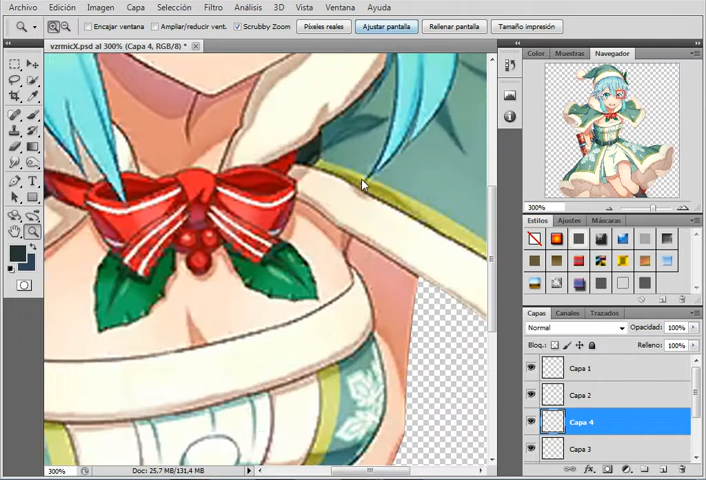 Archivo Edición Imagen Capa Selección Filtro Análisis 3D Vista Ventana Ayuda
Encajar ventana Ampliar/reducir vent. Scrubby Zoom Píxeles reales Ajustar pantalla Rellenar pantalla Tamaño impresión
vzrmicX.psd al 300% (Capa 4, RGB/8) *
Color Muestras Navegador
300%
Estilos Ajustes Máscaras
Capas Canales Trazados
Normal Opacidad: 100%
Bloq.: Relleno: 100%
Capa 1
Capa 2
Capa 4
Capa 3
300% Doc: 25,7 MB/131,4 MB